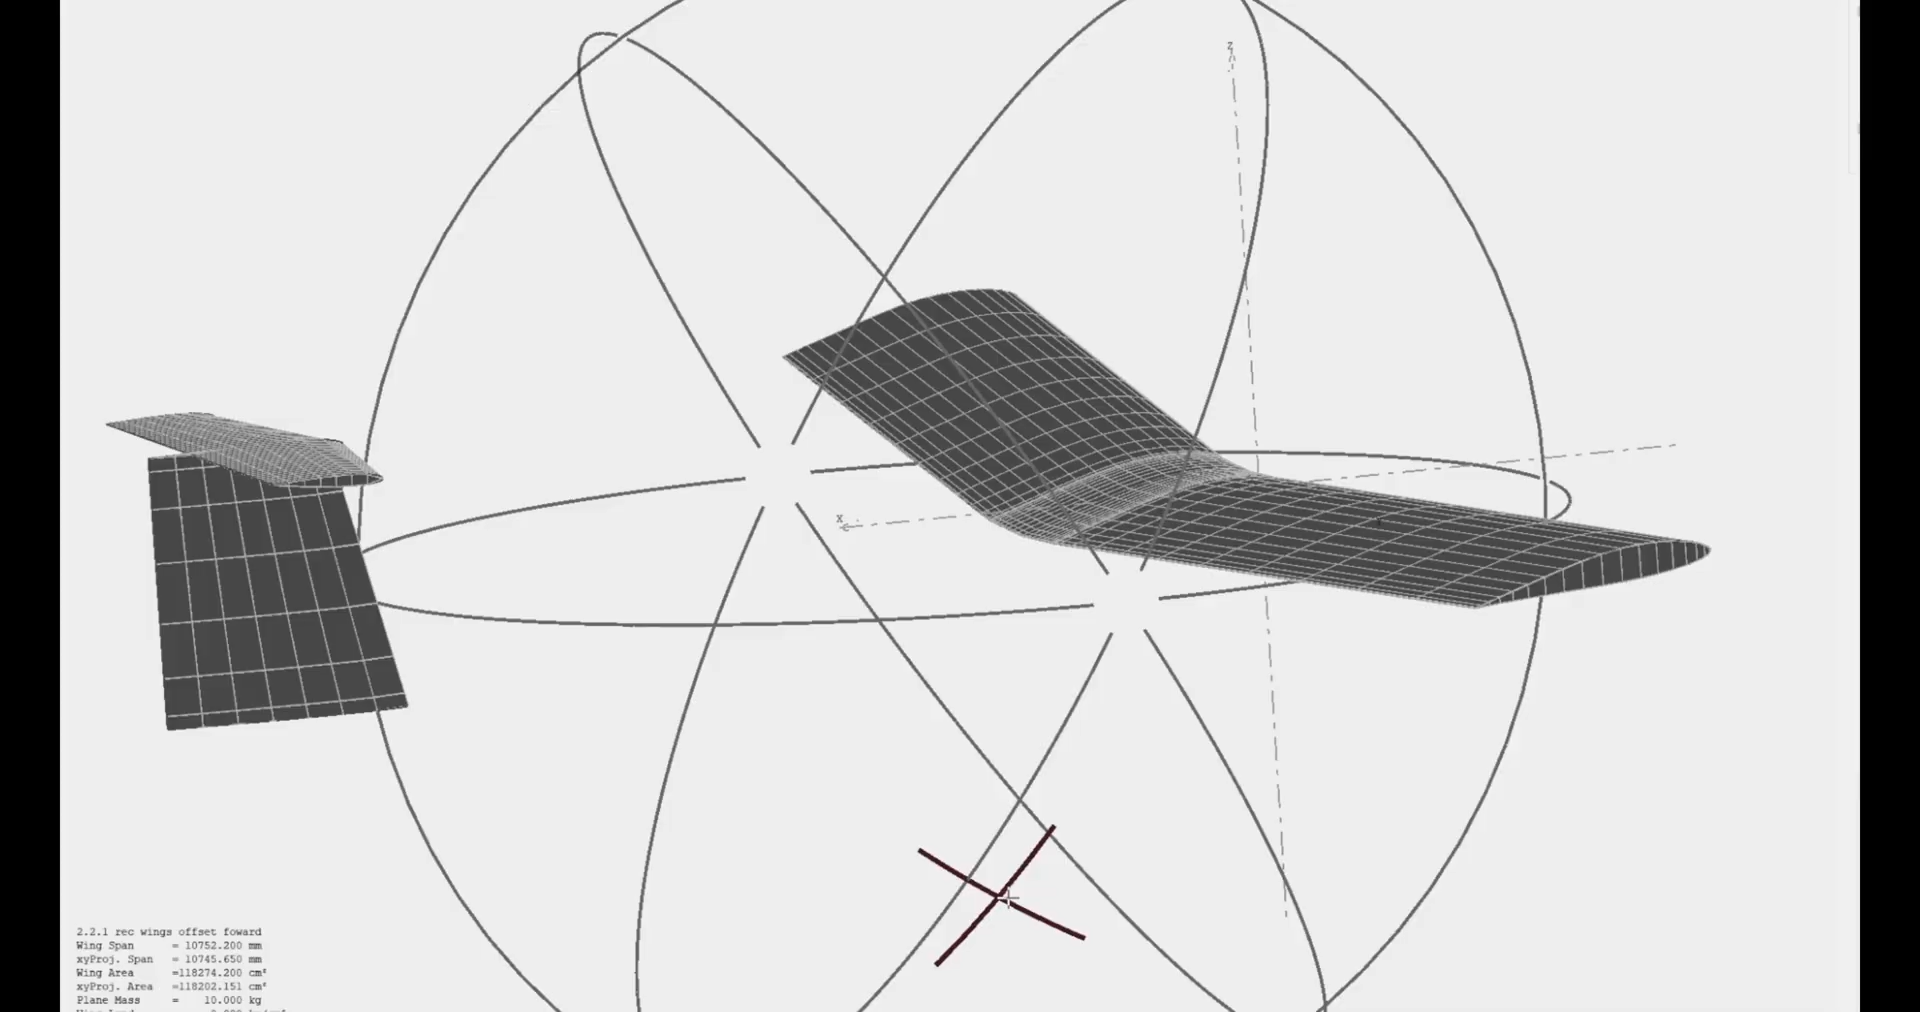 z
x
2.2.1 rec wings offset foward
Wing Span = 10752.200 mm
xyProj. Span = 10745.650 mm
Wing Area =118274.200 cm²
xyProj. Area =118202.151 cm²
Plane Mass = 10.000 kg